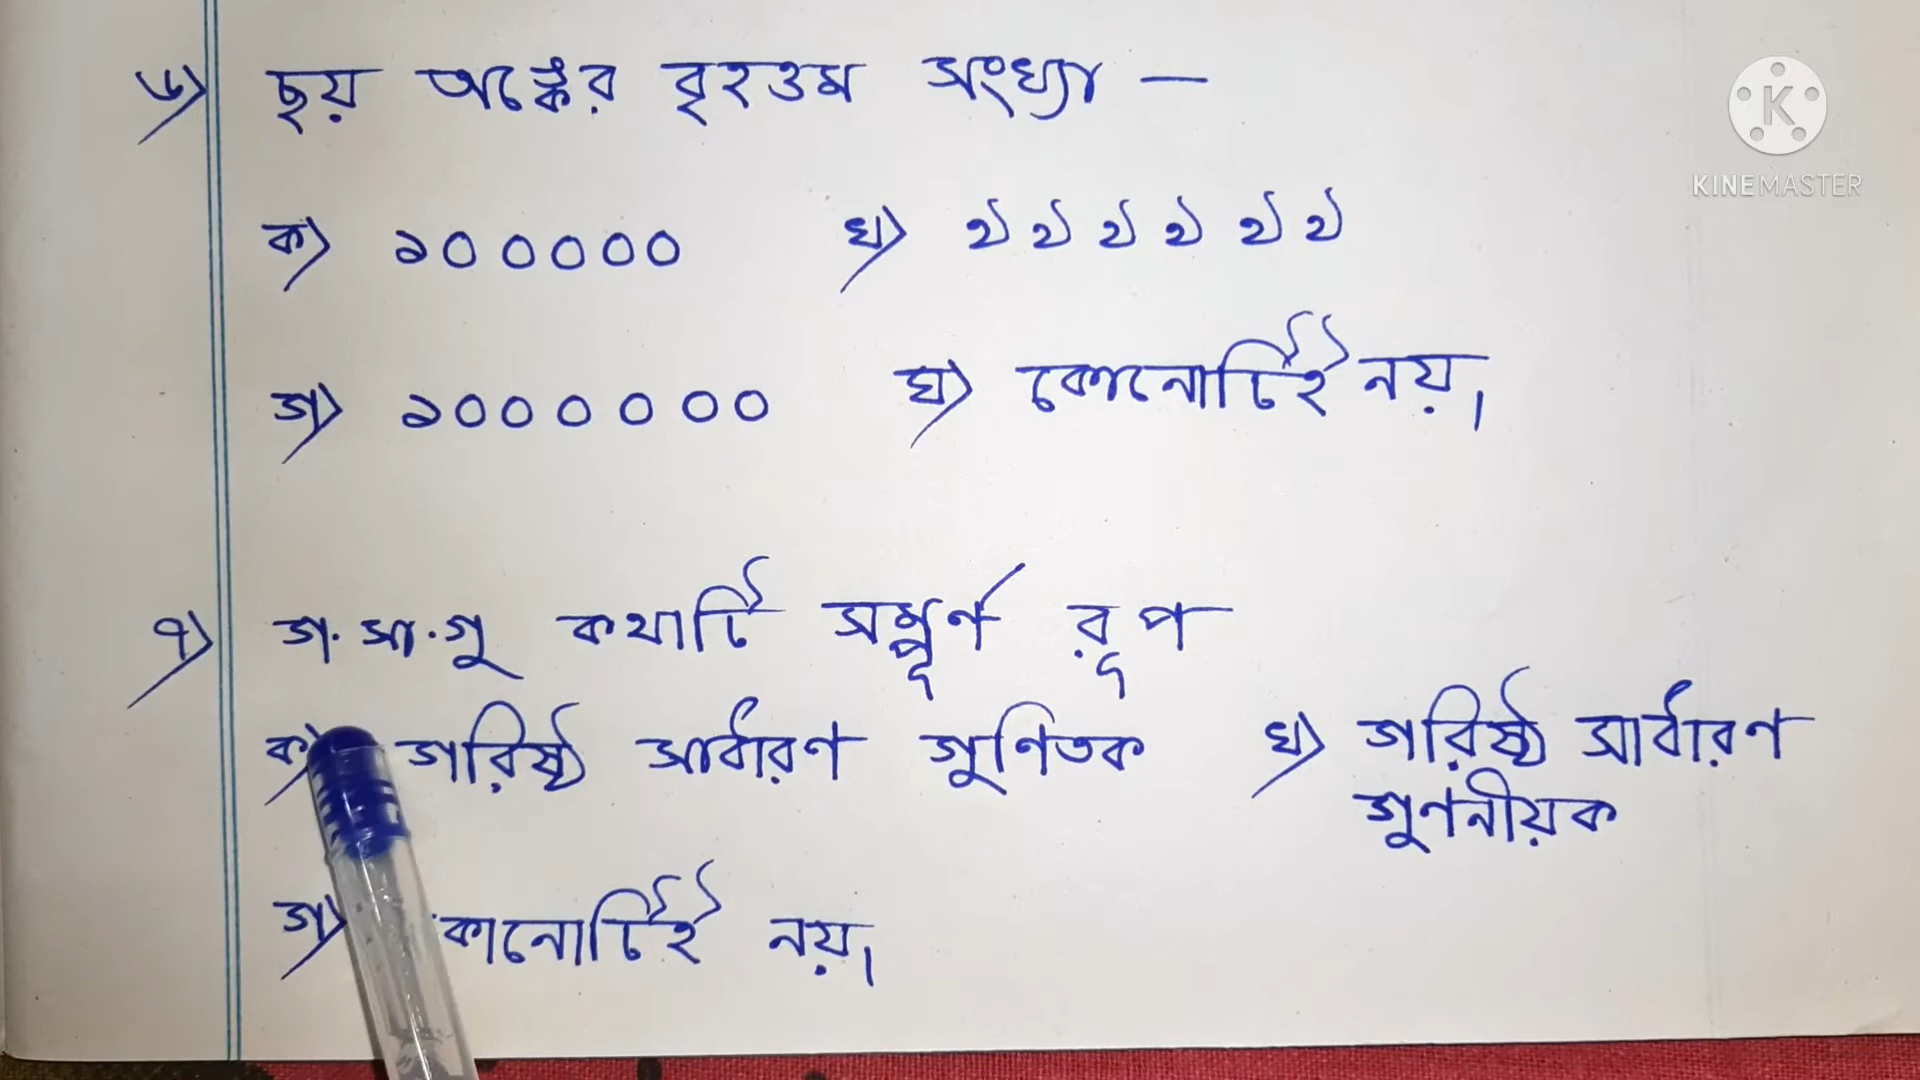 ৬) ছয় অঙ্কের বৃহত্তম সংখ্যা —
ক) ১০০০০০ খ) ৯৯৯৯৯৯
গ) ১০০০০০০ ঘ) কোনোটিই নয়।
৭) গ.সা.গু কথাটি সম্পূর্ণ রূপ
ক) গরিষ্ঠ সাধারণ গুণিতক খ) গরিষ্ঠ সাধারণ
গুণনীয়ক
গ) কোনোটিই নয়।
KINEMASTER